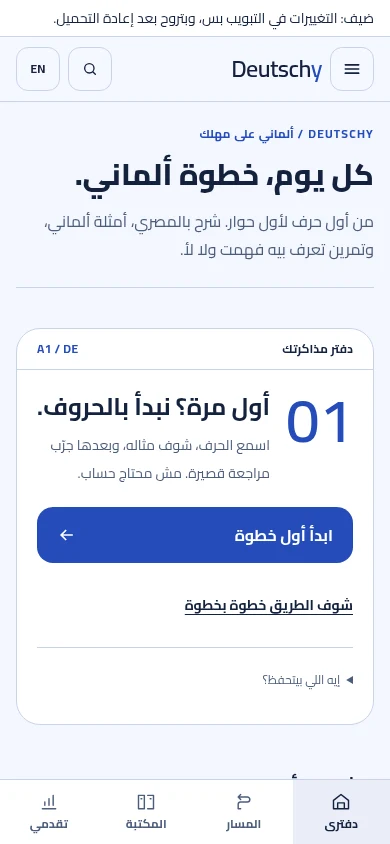 ضيف: التغييرات في التبويب بس، وبتروح بعد إعادة التحميل.
Deutschy
EN
DEUTSCHY / ألماني على مهلك
كل يوم، خطوة ألماني.
من أول حرف لأول حوار. شرح بالمصري، أمثلة ألماني،
وتمرين تعرف بيه فهمت ولا لأ.
دفتر مذاكرتك
A1 / DE
01
أول مرة؟ نبدأ بالحروف.
اسمع الحرف، شوف مثاله، وبعدها جرّب
مراجعة قصيرة. مش محتاج حساب.
ابدأ أول خطوة
شوف الطريق خطوة بخطوة
إيه اللي بيتحفظ؟
دفتري
المسار
المكتبة
تقدمي